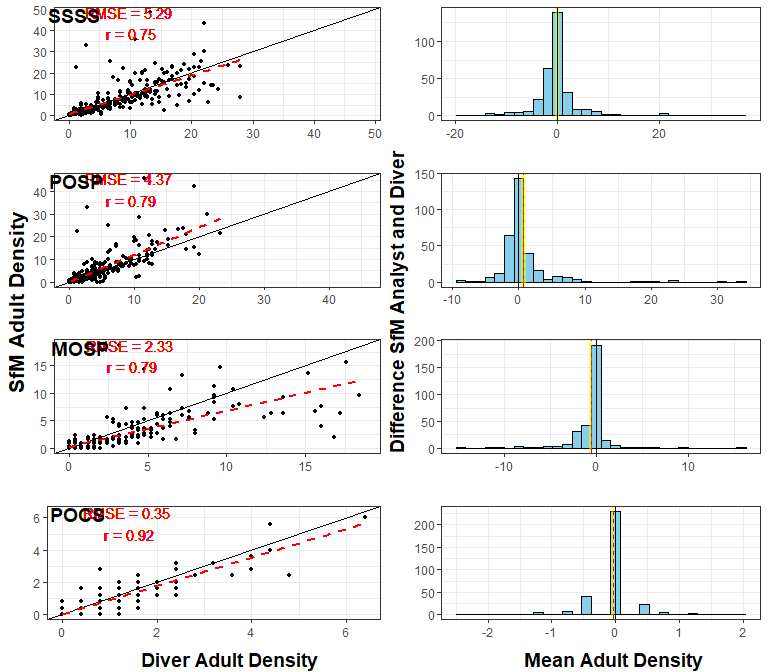 SSSS
RMSE = 5.29
r = 0.75
50
40
30
20
10
0
0 10 20 30 40 50
100
50
0
-20 0 20
POSP
RMSE = 4.37
r = 0.79
40
30
20
10
0
0 10 20 30 40
150
100
50
0
-10 0 10 20 30
MOSP
RMSE = 2.33
r = 0.79
15
10
5
0
0 5 10 15
200
150
100
50
0
-10 0 10
POCS
RMSE = 0.35
r = 0.92
6
4
2
0
0 2 4 6
200
150
100
50
0
-2 -1 0 1 2
SfM Adult Density
Difference SfM Analyst and Diver
Diver Adult Density
Mean Adult Density